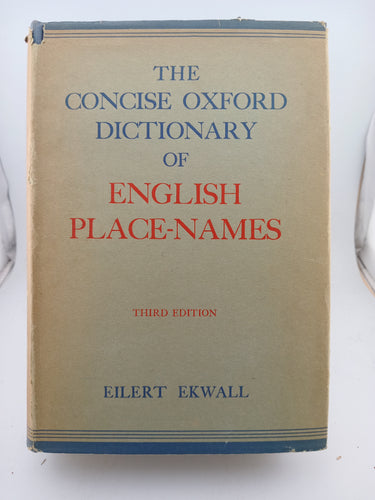 THE
CONCISE OXFORD
DICTIONARY
OF
ENGLISH
PLACE-NAMES
THIRD EDITION
EILERT EKWALL